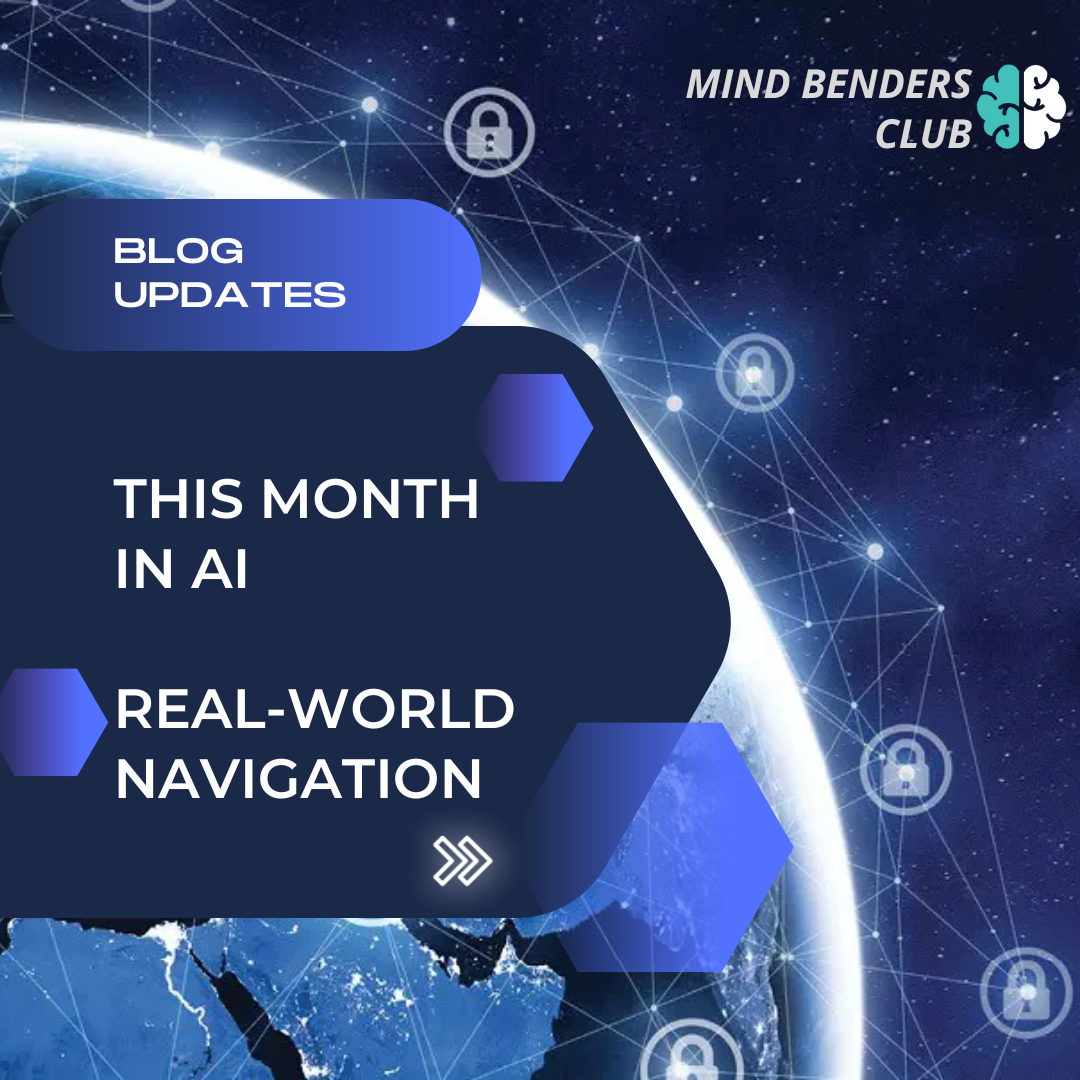 MIND BENDERS
CLUB
BLOG
UPDATES
THIS MONTH
IN AI
REAL-WORLD
NAVIGATION